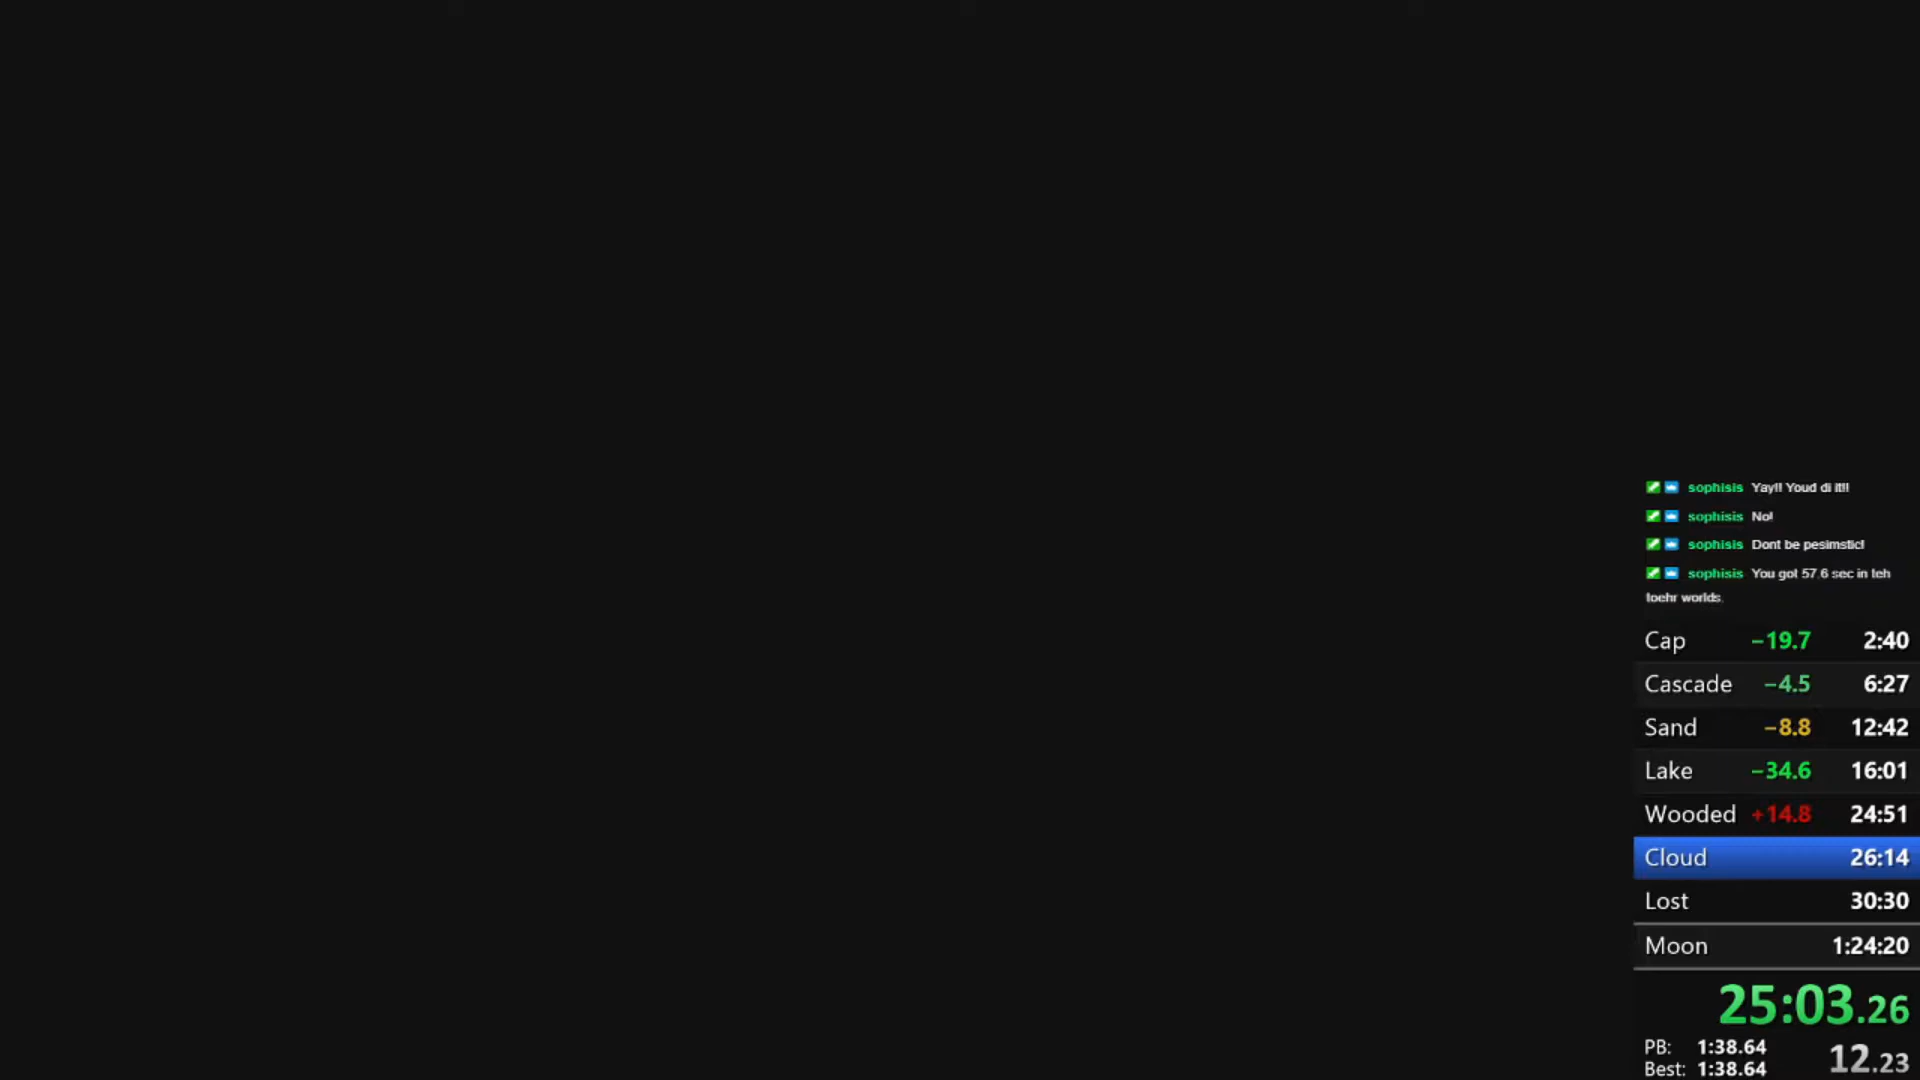 sophisis Yay!! Youd di it!!
sophisis No!
sophisis Dont be pesimstic!
sophisis You got 57.6 sec in teh
toehr worlds.
Cap -19.7 2:40
Cascade -4.5 6:27
Sand -8.8 12:42
Lake -34.6 16:01
Wooded +14.8 24:51
Cloud 26:14
Lost 30:30
Moon 1:24:20
25:03.26
PB: 1:38.64
Best: 1:38.64
12.23